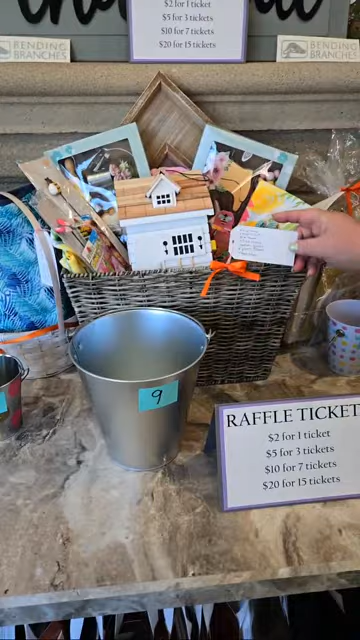 $2 for 1 ticket
$5 for 3 tickets
$10 for 7 tickets
$20 for 15 tickets
BENDING
BRANCHES
BENDING
BRANCHES
9
RAFFLE TICKET
$2 for 1 ticket
$5 for 3 tickets
$10 for 7 tickets
$20 for 15 tickets